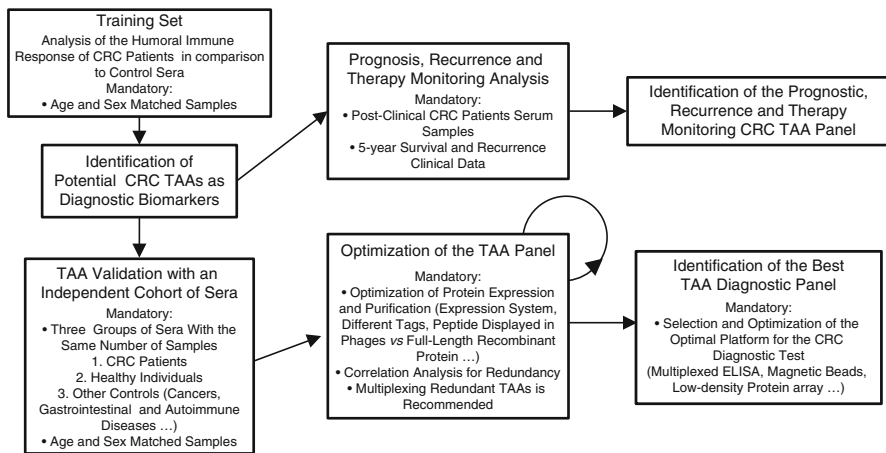 Training Set
Analysis of the Humoral Immune
Response of CRC Patients in comparison
to Control Sera
Mandatory:
• Age and Sex Matched Samples
Identification of
Potential CRC TAAs as
Diagnostic Biomarkers
TAA Validation with an
Independent Cohort of Sera
Mandatory:
• Three Groups of Sera With the
Same Number of Samples
1. CRC Patients
2. Healthy Individuals
3. Other Controls (Cancers,
Gastrointestinal and Autoimmune
Diseases ...)
• Age and Sex Matched Samples
Prognosis, Recurrence and
Therapy Monitoring Analysis
Mandatory:
• Post-Clinical CRC Patients Serum
Samples
• 5-year Survival and Recurrence
Clinical Data
Identification of the Prognostic,
Recurrence and Therapy
Monitoring CRC TAA Panel
Optimization of the TAA Panel
Mandatory:
• Optimization of Protein Expression
and Purification (Expression System,
Different Tags, Peptide Displayed in
Phages vs Full-Length Recombinant
Protein ...)
• Correlation Analysis for Redundancy
• Multiplexing Redundant TAAs is
Recommended
Identification of the Best
TAA Diagnostic Panel
Mandatory:
• Selection and Optimization of the
Optimal Platform for the CRC
Diagnostic Test
(Multiplexed ELISA, Magnetic Beads,
Low-density Protein array ...)